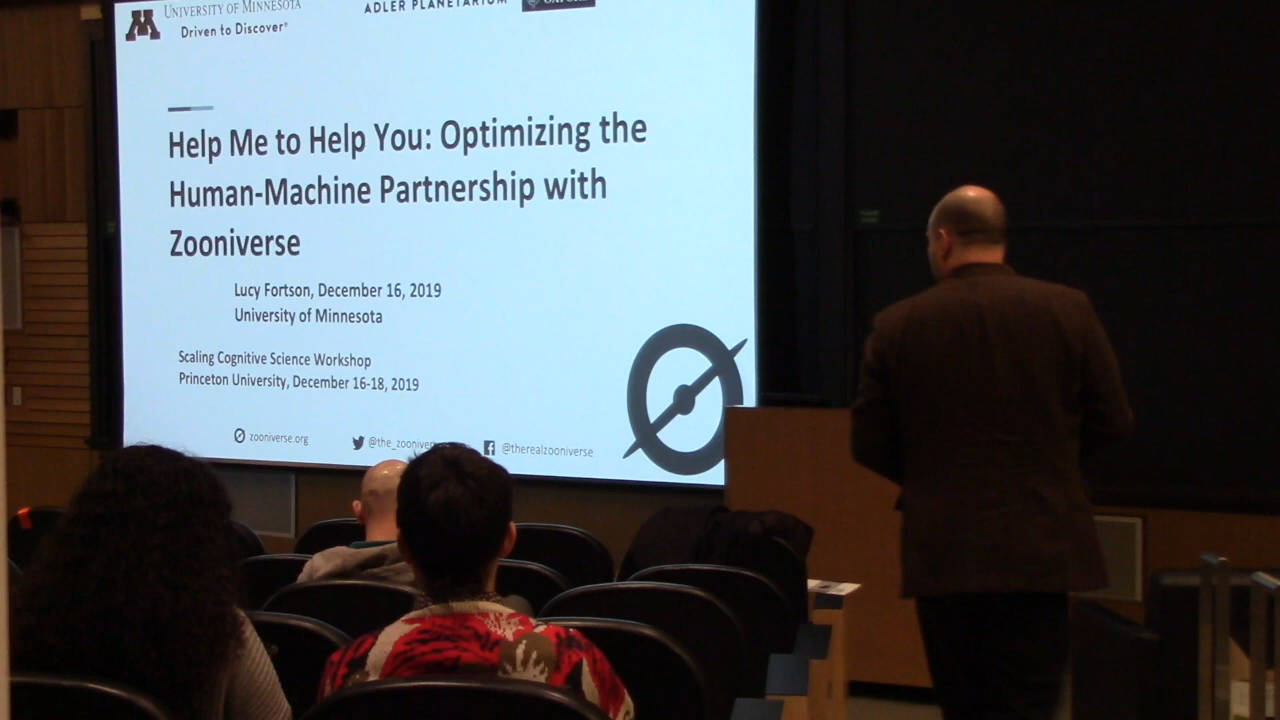 UNIVERSITY OF MINNESOTA
Driven to Discover®
ADLER PLANETARIUM
OXFORD
Help Me to Help You: Optimizing the
Human-Machine Partnership with
Zooniverse
Lucy Fortson, December 16, 2019
University of Minnesota
Scaling Cognitive Science Workshop
Princeton University, December 16-18, 2019
zooniverse.org
@the_zooniver
@therealzooniverse